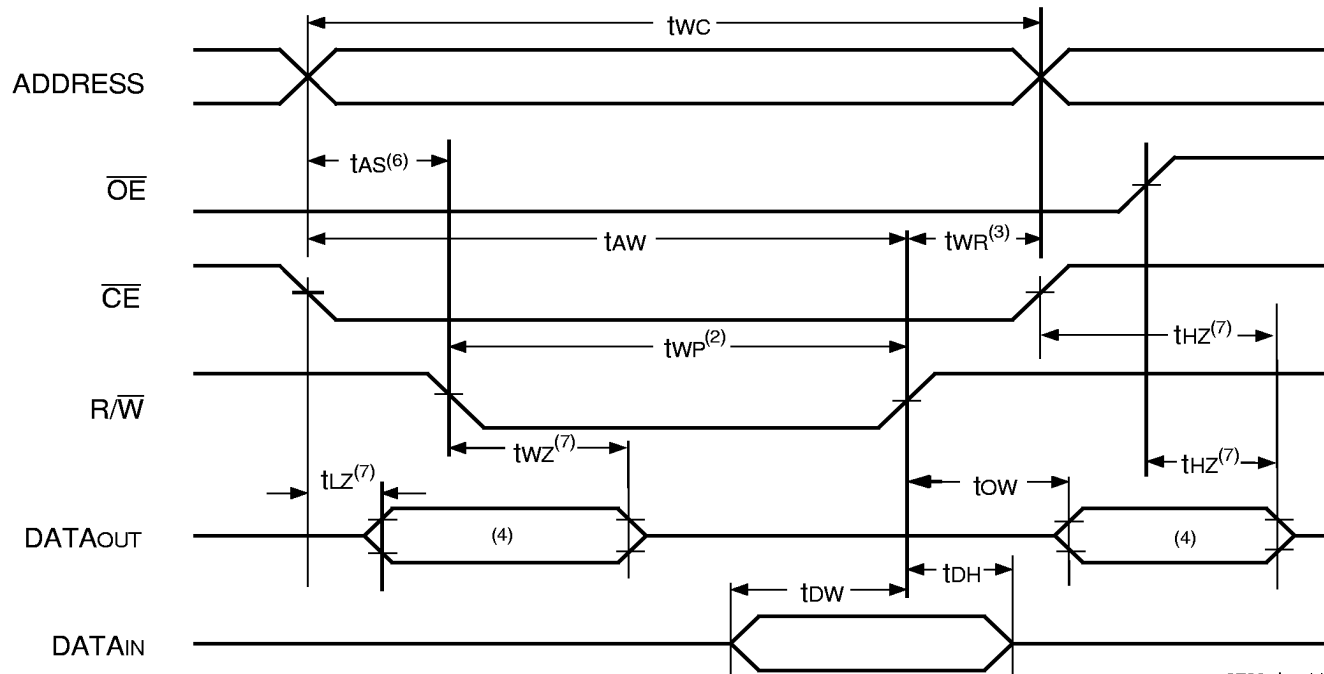 tWC
ADDRESS
tAS(6)
OE
tAW
tWR(3)
CE
tWP(2)
tHZ(7)
R/W
tWZ(7)
tLZ(7)
tHZ(7)
tOW
DATAOUT
(4)
(4)
tDH
tDW
DATAIN